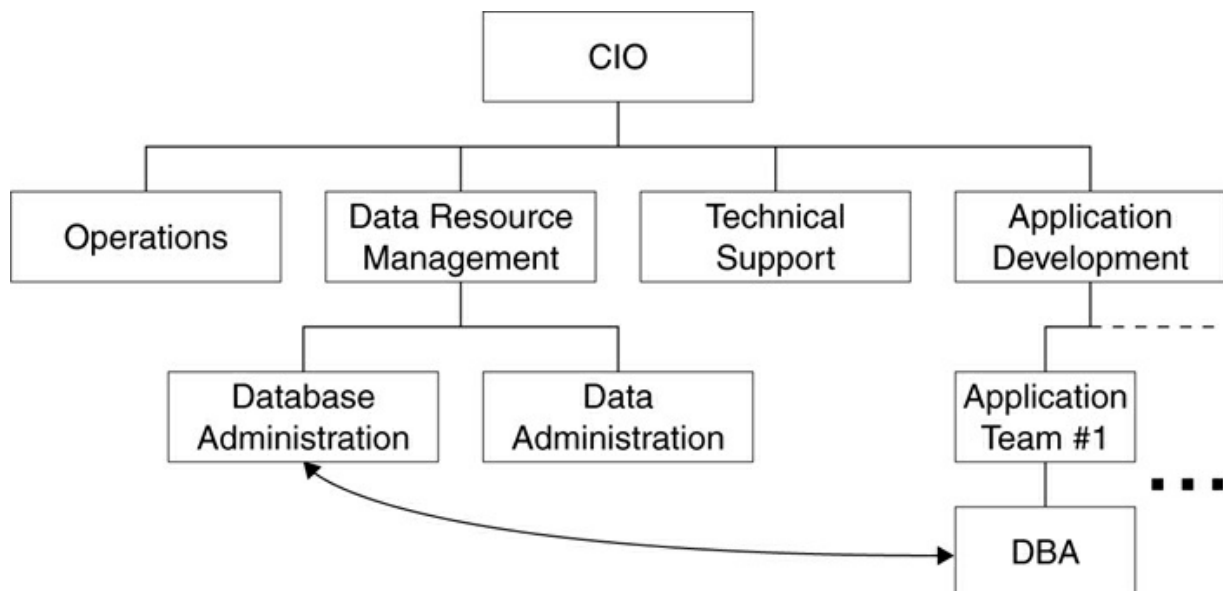 CIO
Operations
Data Resource
Management
Technical
Support
Application
Development
Database
Administration
Data
Administration
Application
Team #1
DBA